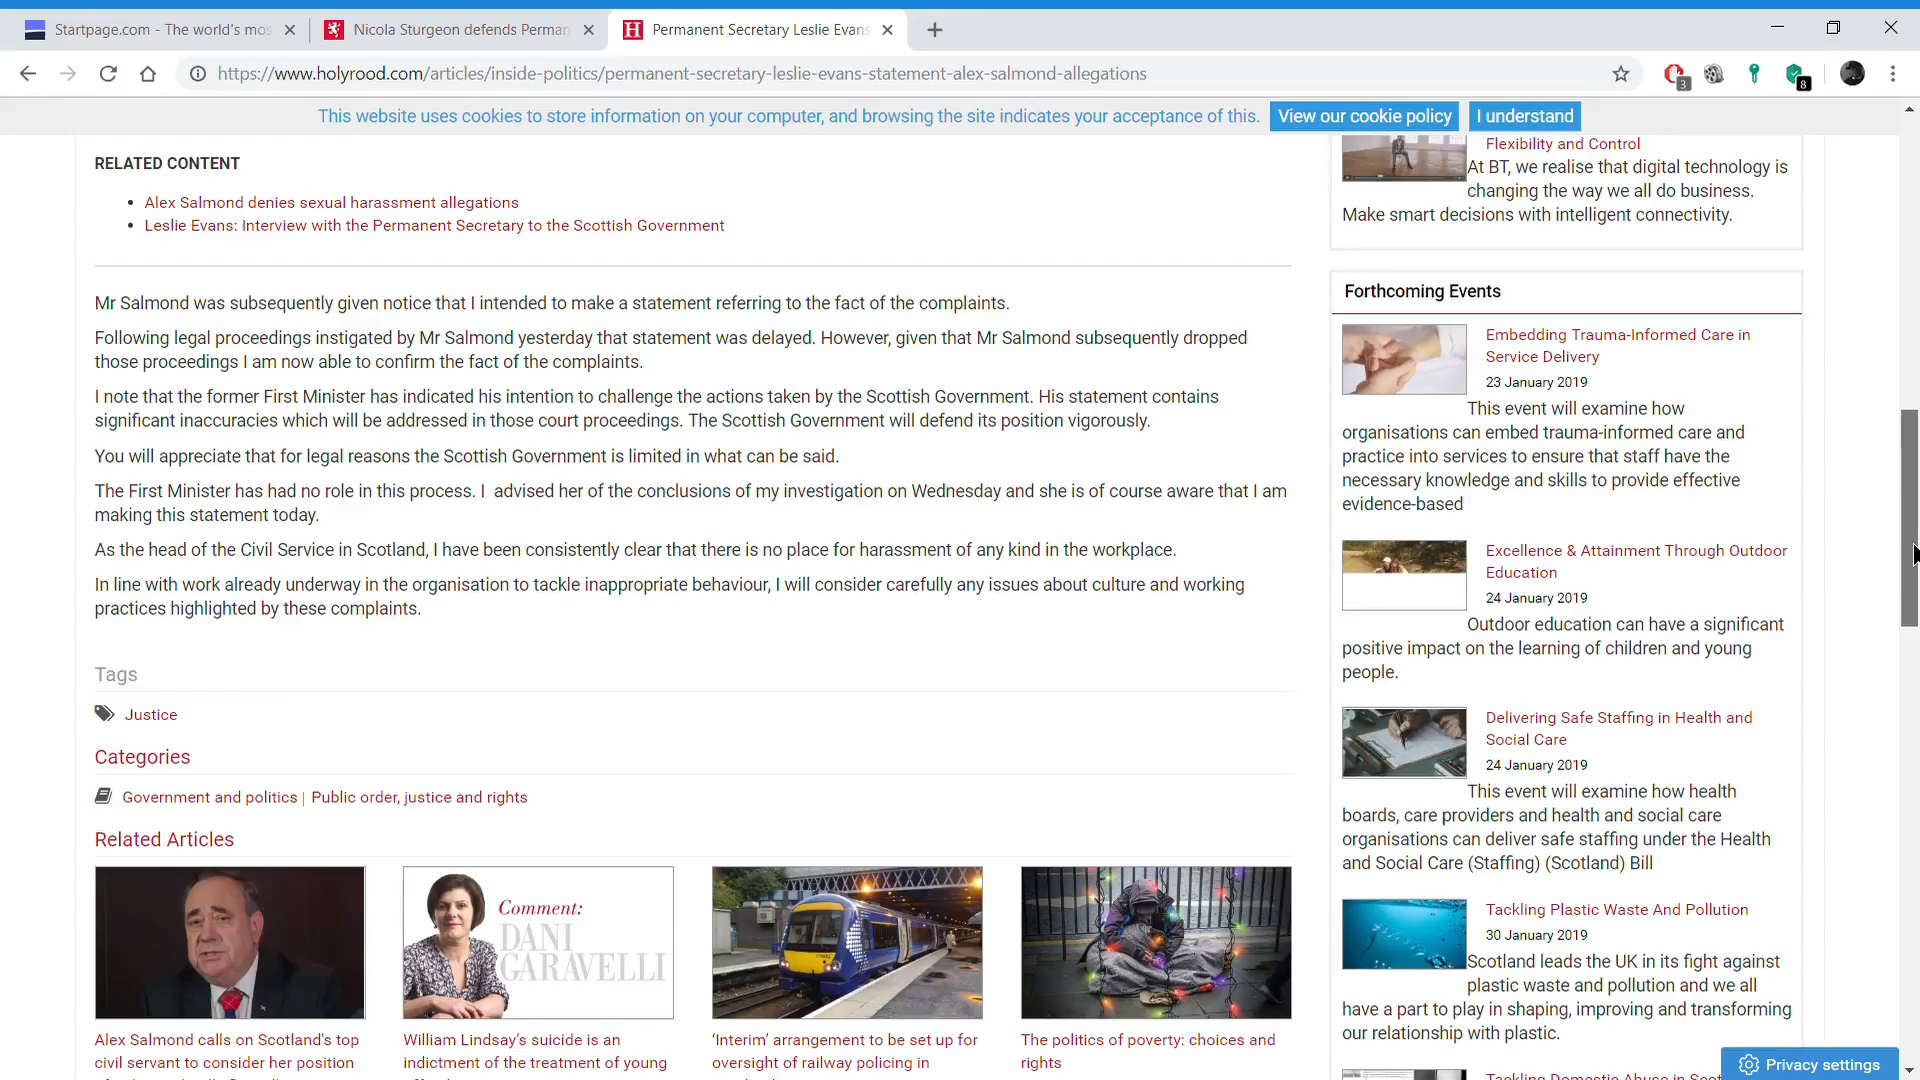 Startpage.com - The world's mos
Nicola Sturgeon defends Perman
Permanent Secretary Leslie Evans
https://www.holyrood.com/articles/inside-politics/permanent-secretary-leslie-evans-statement-alex-salmond-allegations
3
8
This website uses cookies to store information on your computer, and browsing the site indicates your acceptance of this.
View our cookie policy
I understand
RELATED CONTENT
Alex Salmond denies sexual harassment allegations
Leslie Evans: Interview with the Permanent Secretary to the Scottish Government
Mr Salmond was subsequently given notice that I intended to make a statement referring to the fact of the complaints.
Following legal proceedings instigated by Mr Salmond yesterday that statement was delayed. However, given that Mr Salmond subsequently dropped
those proceedings I am now able to confirm the fact of the complaints.
I note that the former First Minister has indicated his intention to challenge the actions taken by the Scottish Government. His statement contains
significant inaccuracies which will be addressed in those court proceedings. The Scottish Government will defend its position vigorously.
You will appreciate that for legal reasons the Scottish Government is limited in what can be said.
The First Minister has had no role in this process. I  advised her of the conclusions of my investigation on Wednesday and she is of course aware that I am
making this statement today.
As the head of the Civil Service in Scotland, I have been consistently clear that there is no place for harassment of any kind in the workplace.
In line with work already underway in the organisation to tackle inappropriate behaviour, I will consider carefully any issues about culture and working
practices highlighted by these complaints.
Tags
Justice
Categories
Government and politics | Public order, justice and rights
Related Articles
Comment:
DANI
GARAVELLI
Alex Salmond calls on Scotland's top
civil servant to consider her position
William Lindsay's suicide is an
indictment of the treatment of young
'Interim' arrangement to be set up for
oversight of railway policing in
The politics of poverty: choices and
rights
Flexibility and Control
At BT, we realise that digital technology is
changing the way we all do business.
Make smart decisions with intelligent connectivity.
Forthcoming Events
Embedding Trauma-Informed Care in
Service Delivery
23 January 2019
This event will examine how
organisations can embed trauma-informed care and
practice into services to ensure that staff have the
necessary knowledge and skills to provide effective
evidence-based
Excellence & Attainment Through Outdoor
Education
24 January 2019
Outdoor education can have a significant
positive impact on the learning of children and young
people.
Delivering Safe Staffing in Health and
Social Care
24 January 2019
This event will examine how health
boards, care providers and health and social care
organisations can deliver safe staffing under the Health
and Social Care (Staffing) (Scotland) Bill
Tackling Plastic Waste And Pollution
30 January 2019
Scotland leads the UK in its fight against
plastic waste and pollution and we all
have a part to play in shaping, improving and transforming
our relationship with plastic.
Tackling Domestic Abuse in Scot
Privacy settings